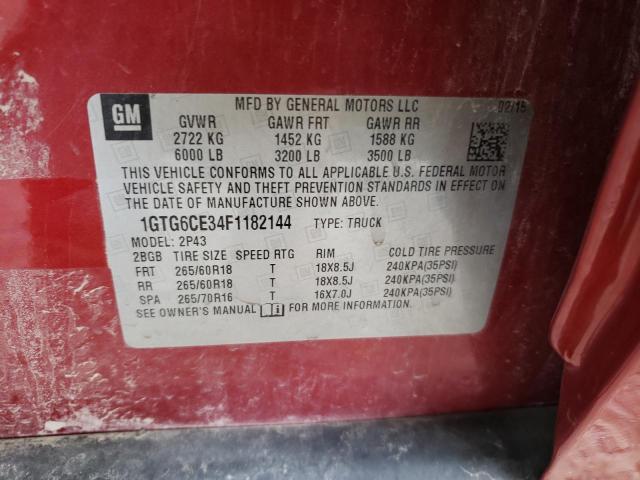 GM
MFD BY GENERAL MOTORS LLC 02/15
GVWR GAWR FRT GAWR RR
2722 KG 1452 KG 1588 KG
6000 LB 3200 LB 3500 LB
THIS VEHICLE CONFORMS TO ALL APPLICABLE U.S. FEDERAL MOTOR
VEHICLE SAFETY AND THEFT PREVENTION STANDARDS IN EFFECT ON
THE DATE OF MANUFACTURE SHOWN ABOVE.
1GTG6CE34F1182144 TYPE: TRUCK
MODEL: 2P43
2BGB TIRE SIZE SPEED RTG RIM COLD TIRE PRESSURE
FRT 265/60R18 T 18X8.5J 240KPA(35PSI)
RR 265/60R18 T 18X8.5J 240KPA(35PSI)
SPA 265/70R16 T 16X7.0J 240KPA(35PSI)
SEE OWNER'S MANUAL FOR MORE INFORMATION.